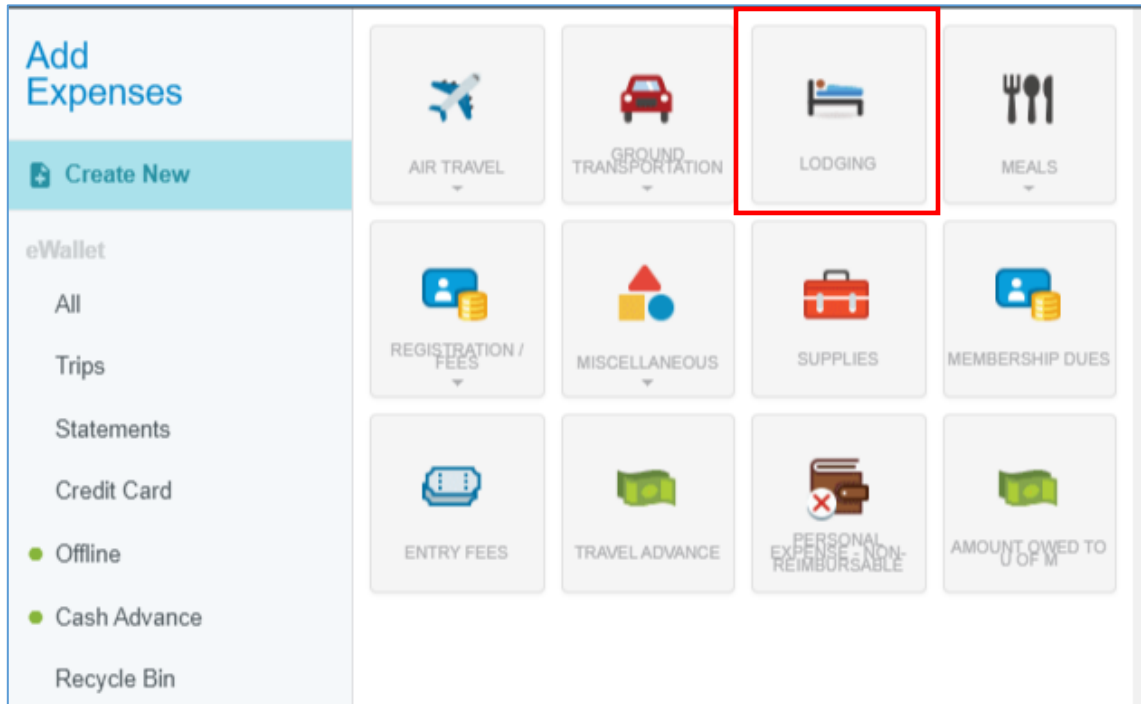 Add
Expenses
Create New
eWallet
All
Trips
Statements
Credit Card
Offline
Cash Advance
Recycle Bin
AIR TRAVEL
GROUND
TRANSPORTATION
LODGING
MEALS
REGISTRATION /
FEES
MISCELLANEOUS
SUPPLIES
MEMBERSHIP DUES
ENTRY FEES
TRAVEL ADVANCE
PERSONAL
EXPENSE - NON-
REIMBURSABLE
AMOUNT OWED TO
U OF M